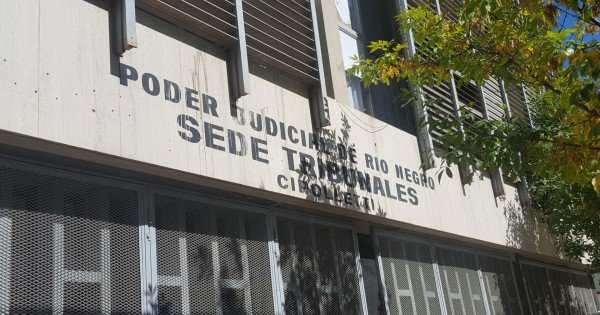 PODER JUDICIAL DE RIO NEGRO
SEDE TRIBUNALES
CIPOLLETTI